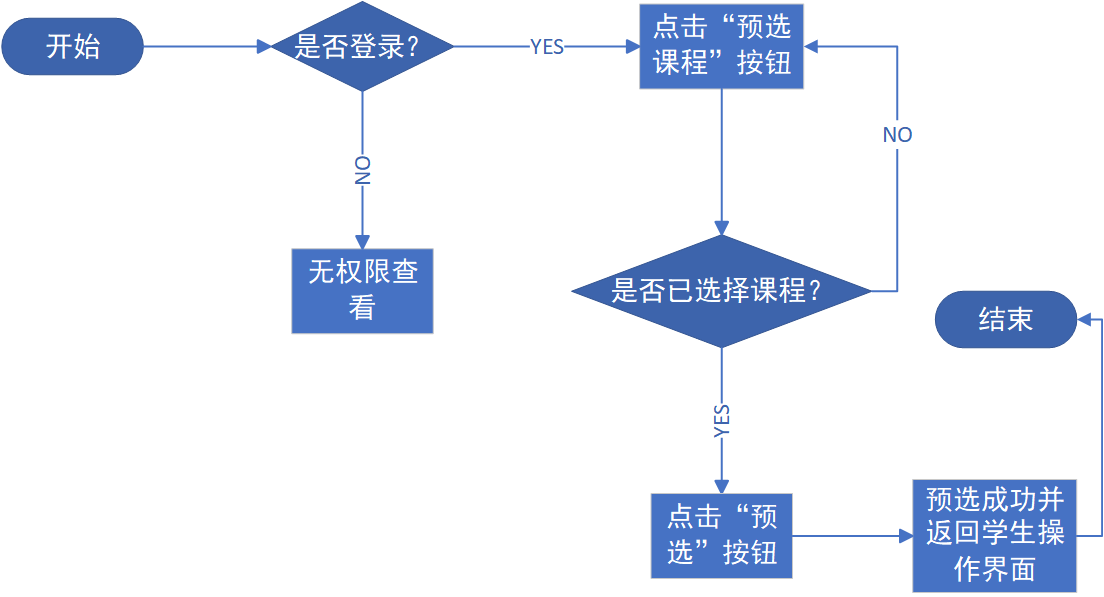 开始
是否登录？
YES
点击“预选
课程”按钮
NO
NO
无权限查
看
是否已选择课程？
结束
YES
点击“预
选”按钮
预选成功并
返回学生操
作界面